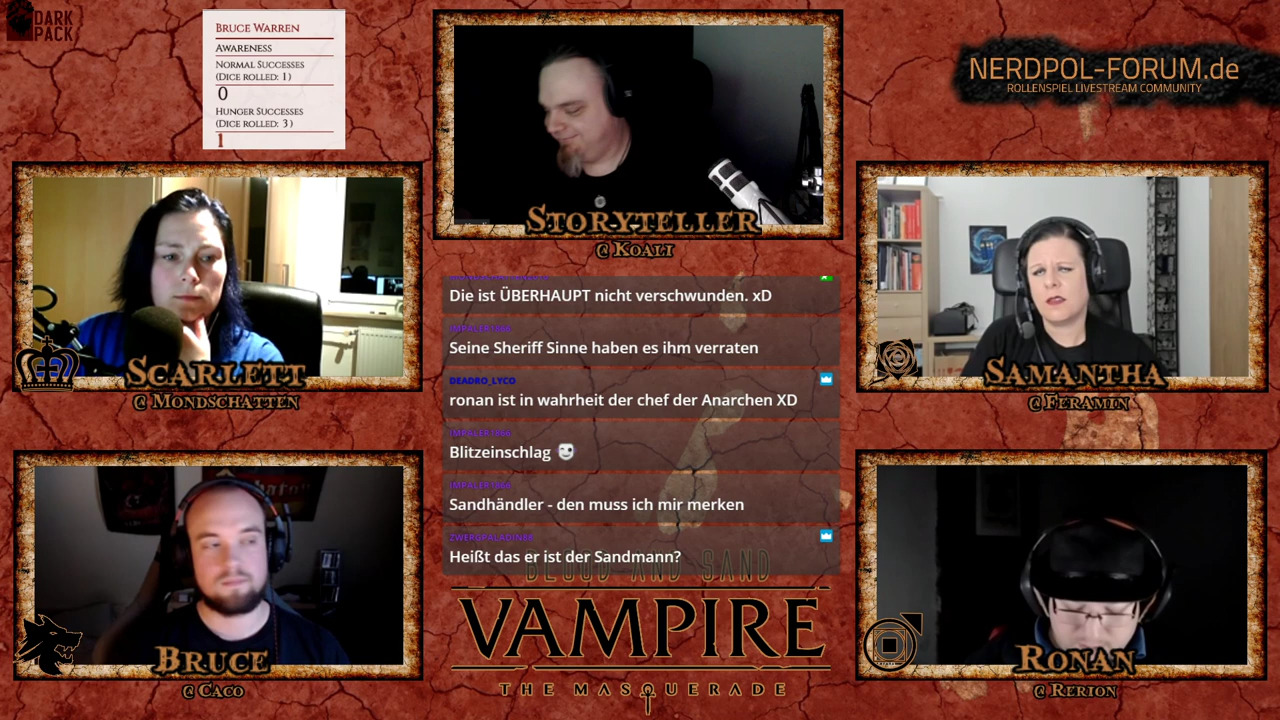 DARK
PACK
Bruce Warren
Awareness
Normal Successes
(Dice rolled: 1)
0
Hunger Successes
(Dice rolled: 3)
1
NERDPOL-FORUM.de
ROLLENSPIEL LIVESTREAM COMMUNITY
Storyteller
@ Koali
Scarlett
@ Mondschatten
Samantha
@ Feramin
Die ist ÜBERHAUPT nicht verschwunden. xD
Seine Sheriff Sinne haben es ihm verraten
DEADRO_LYCO
ronan ist in wahrheit der chef der Anarchen XD
Blitzeinschlag
Sandhändler - den muss ich mir merken
Heißt das er ist der Sandmann?
BLOOD AND SAND
VAMPIRE
THE MASQUERADE
Bruce
@ Caco
Ronan
@ Rerion